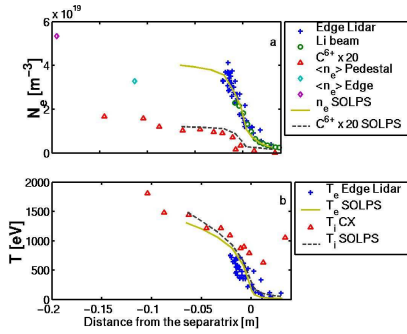 x 10^19
6
4
2
0
N_e [m^-3]
a
Edge Lidar
Li beam
C^6+ x 20
<n_e> Pedestal
<n_e> Edge
n_e SOLPS
C^6+ x 20 SOLPS
2000
1500
1000
500
0
T [eV]
b
T_e Edge Lidar
T_e SOLPS
T_i CX
T_i SOLPS
-0.2 -0.15 -0.1 -0.05 0
Distance from the separatrix [m]